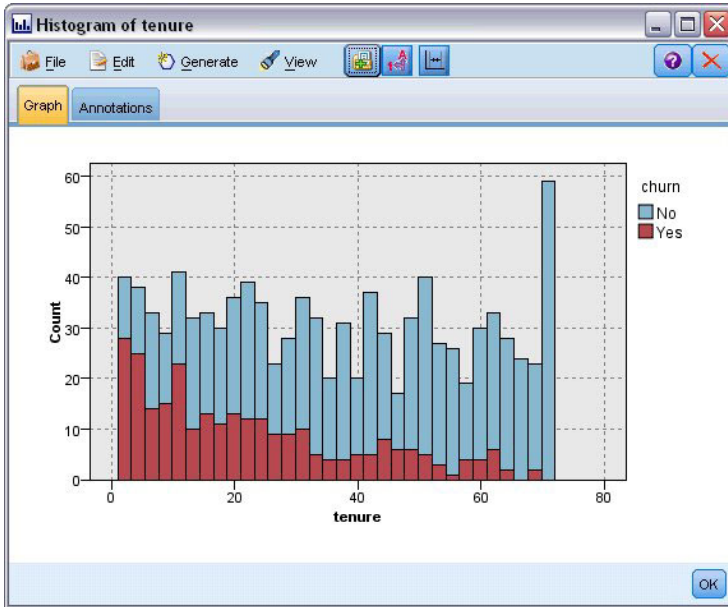 Histogram of tenure
File Edit Generate View
Graph Annotations
60
50
40
30
20
10
0
Count
0 20 40 60 80
tenure
churn
No
Yes
OK